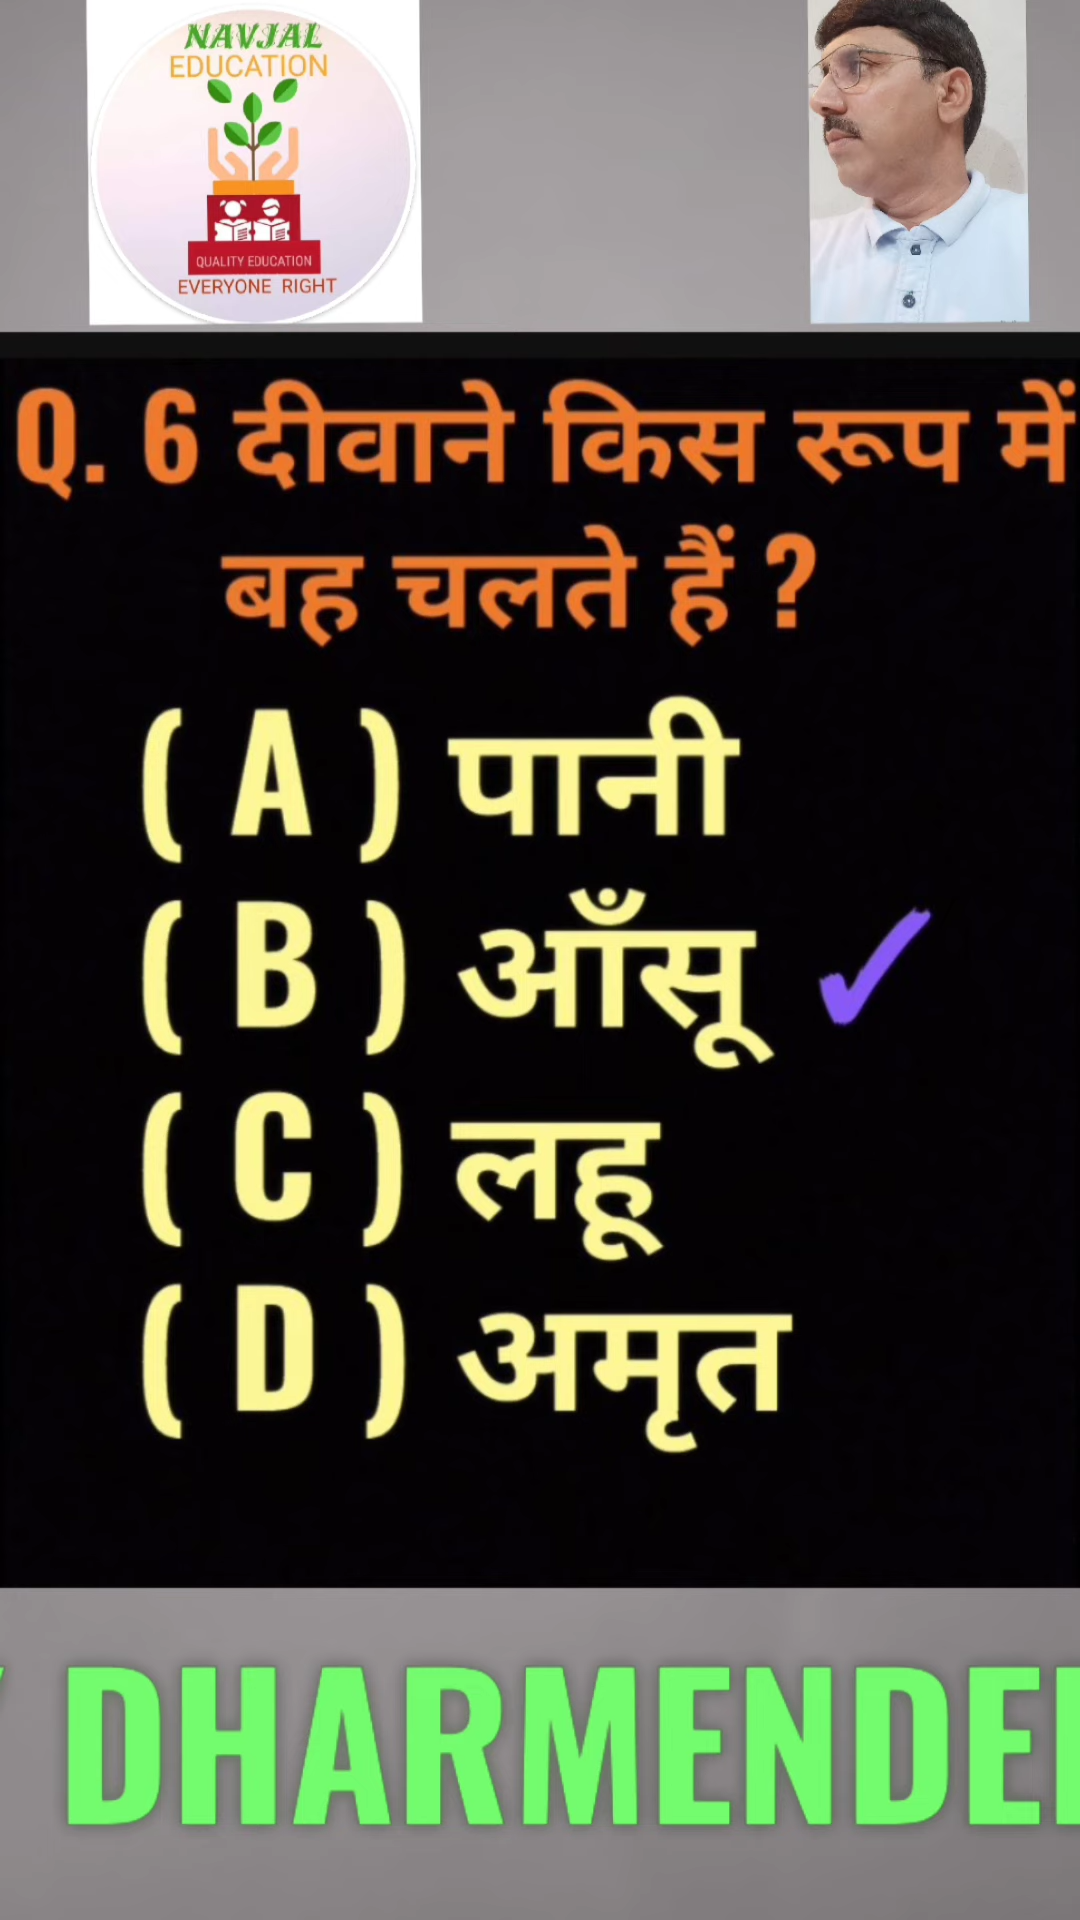 NAVJAL
EDUCATION
QUALITY EDUCATION
EVERYONE RIGHT
Q. 6 दीवाने किस रूप में
बह चलते हैं ?
( A ) पानी
( B ) आँसू ✓
( C ) लहू
( D ) अमृत
DHARMENDE